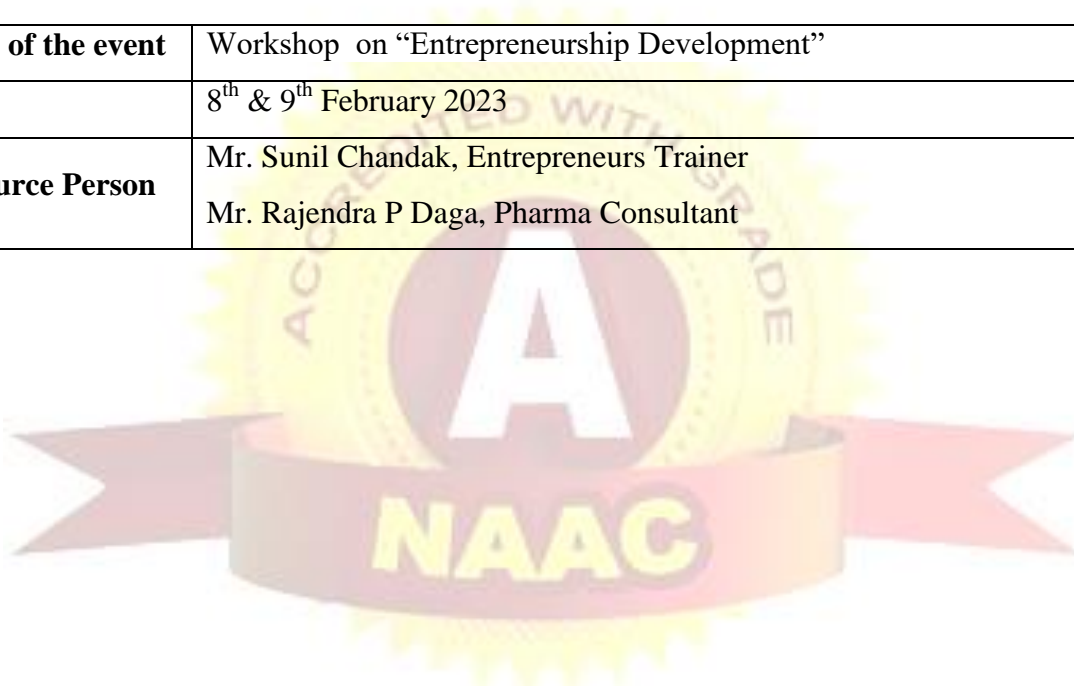 of the event Workshop on “Entrepreneurship Development”
8th & 9th February 2023
Mr. Sunil Chandak, Entrepreneurs Trainer
urce Person
Mr. Rajendra P Daga, Pharma Consultant
ACCREDITED WITH GRADE
A
NAAC